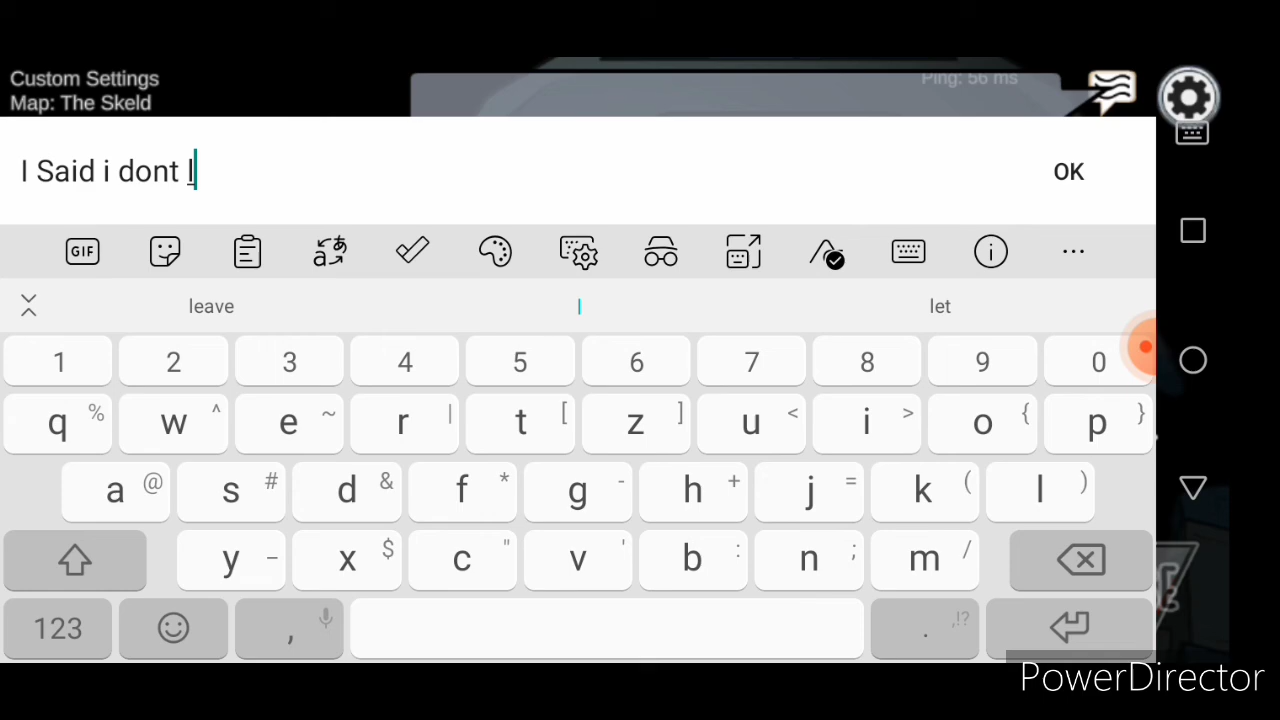 Custom Settings
Ping: 56 ms
Map: The Skeld
I Said i dont l
OK
GIF
leave l let
1 2 3 4 5 6 7 8 9 0
q % w ^ e ~ r | t [ z ] u < i > o { p }
a @ s # d & f * g - h + j = k ( l )
y _ x $ c " v ' b : n ; m /
123 , . ,!?
PowerDirector